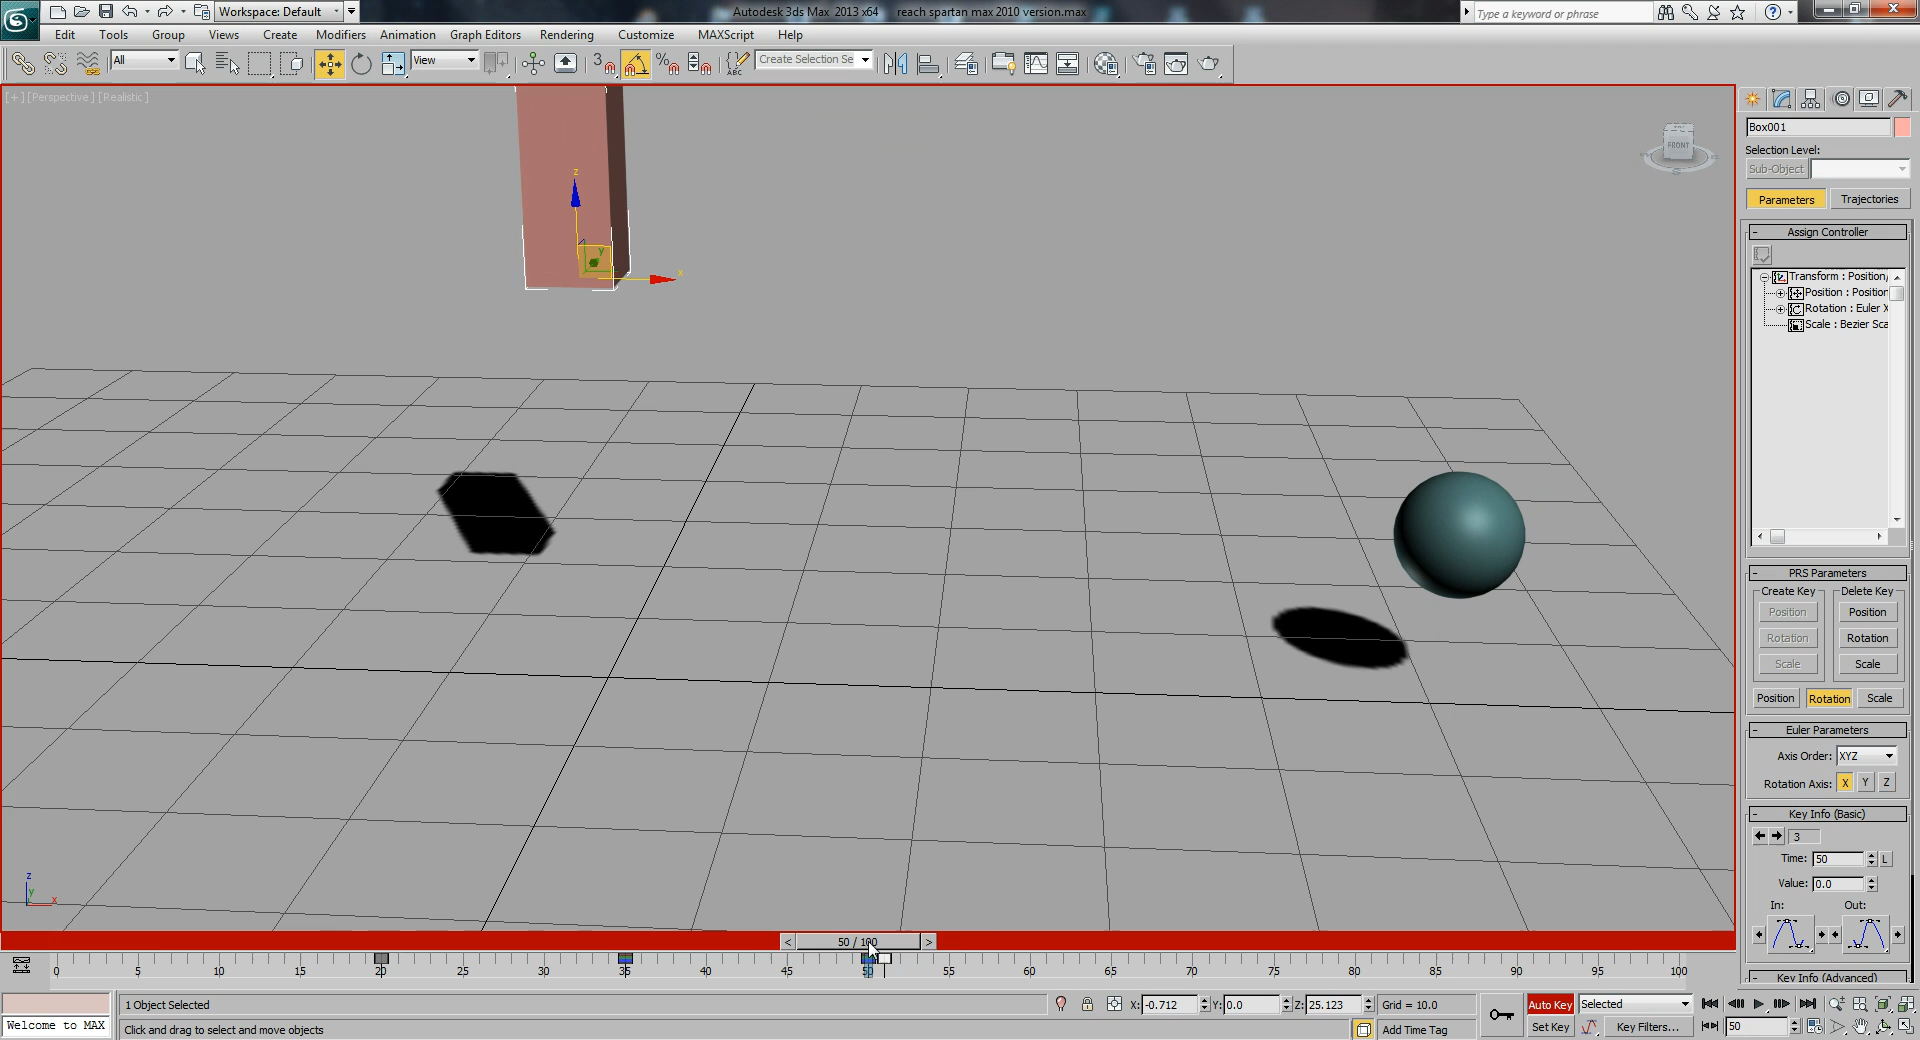 Workspace: Default
Autodesk 3ds Max 2013 x64 reach spartan max 2010 version.max
Type a keyword or phrase
Edit Tools Group Views Create Modifiers Animation Graph Editors Rendering Customize MAXScript Help
All View 3 ABC Create Selection Se
[+] [Perspective] [Realistic]
z
y
x
FRONT
Box001
Selection Level:
Sub-Object
Parameters Trajectories
- Assign Controller
Transform : Position/
Position : Position
Rotation : Euler X
Scale : Bezier Sca
- PRS Parameters
Create Key Delete Key
Position Position
Rotation Rotation
Scale Scale
Position Rotation Scale
- Euler Parameters
Axis Order: XYZ
Rotation Axis: X Y Z
- Key Info (Basic)
3
Time: 50 L
Value: 0.0
In: Out:
- Key Info (Advanced)
z
y
x
< 50 / 100 >
0 5 10 15 20 25 30 35 40 45 50 55 60 65 70 75 80 85 90 95 100
1 Object Selected X: -0.712 Y: 0.0 Z: 25.123 Grid = 10.0 Auto Key Selected
Welcome to MAX Click and drag to select and move objects Add Time Tag Set Key Key Filters... 50